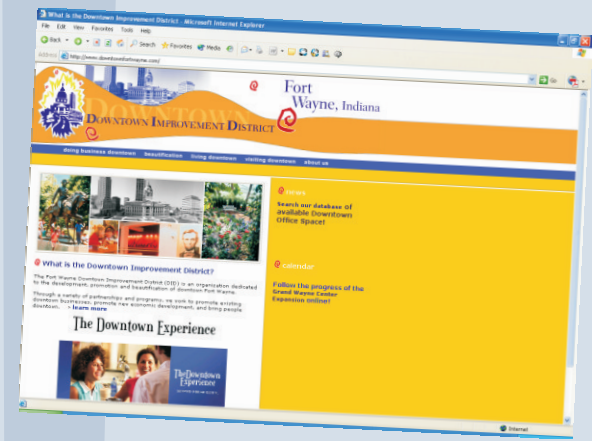 What is the Downtown Improvement District - Microsoft Internet Explorer
File Edit View Favorites Tools Help
Back Search Favorites Media
Address http://www.downtownfortwayne.com/ Go
Fort
Wayne, Indiana
DOWNTOWN
DOWNTOWN IMPROVEMENT DISTRICT
doing business downtown beautification living downtown visiting downtown about us
news
Search our database of
available Downtown
Office Space!
calendar
Follow the progress of the
Grand Wayne Center
Expansion online!
What is the Downtown Improvement District?
The Fort Wayne Downtown Improvement District (DID) is an organization dedicated
to the development, promotion and beautification of downtown Fort Wayne.
Through a variety of partnerships and programs, we work to promote existing
downtown businesses, promote new economic development, and bring people
downtown. - learn more
The Downtown Experience
The Downtown
Experience
Internet